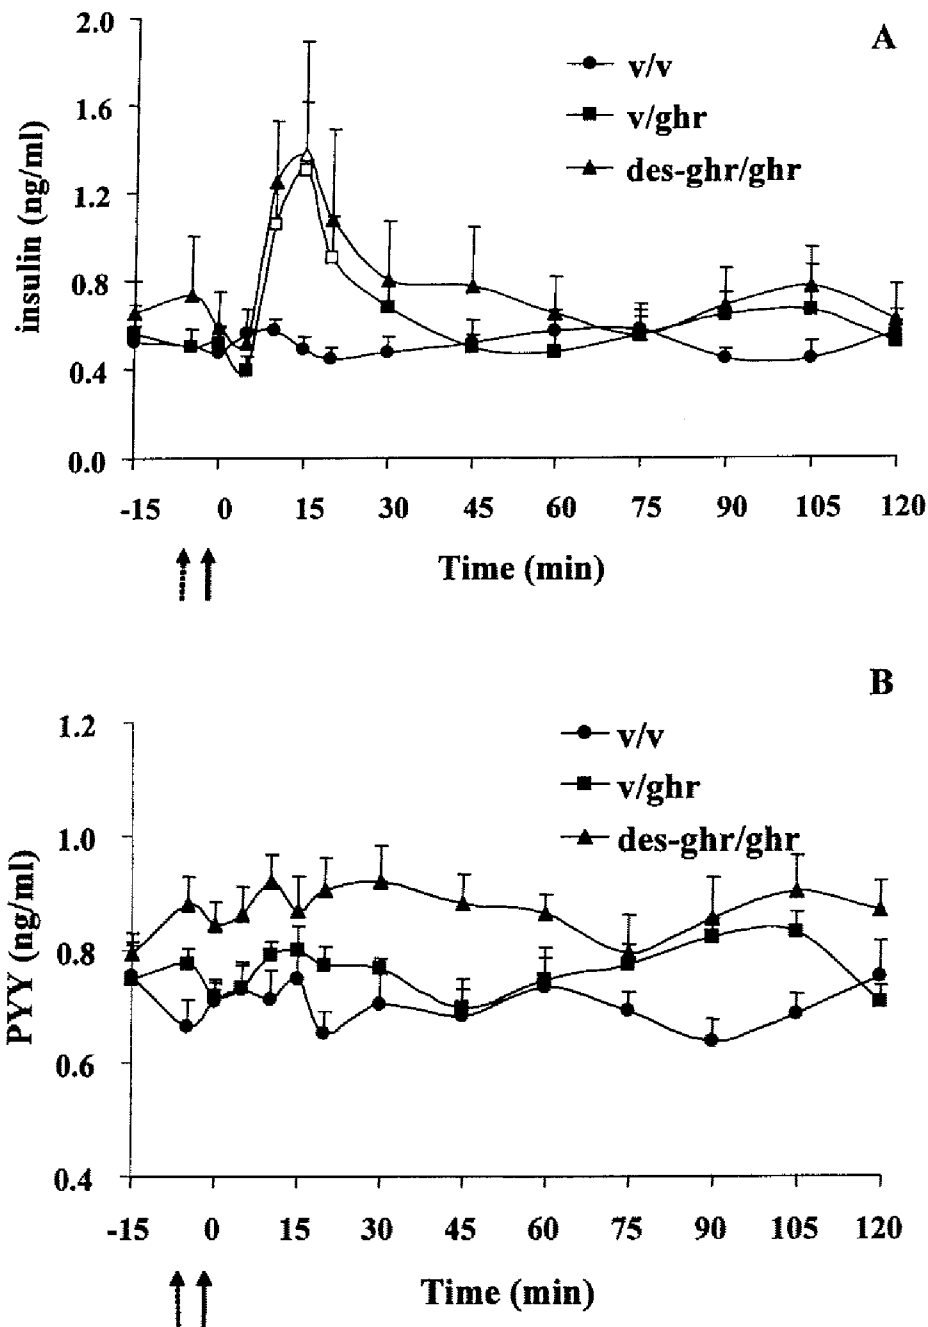 A
2.0
1.6
1.2
0.8
0.4
0.0
insulin (ng/ml)
v/v
v/ghr
des-ghr/ghr
-15 0 15 30 45 60 75 90 105 120
Time (min)
B
1.2
1.0
0.8
0.6
0.4
PYY (ng/ml)
v/v
v/ghr
des-ghr/ghr
-15 0 15 30 45 60 75 90 105 120
Time (min)